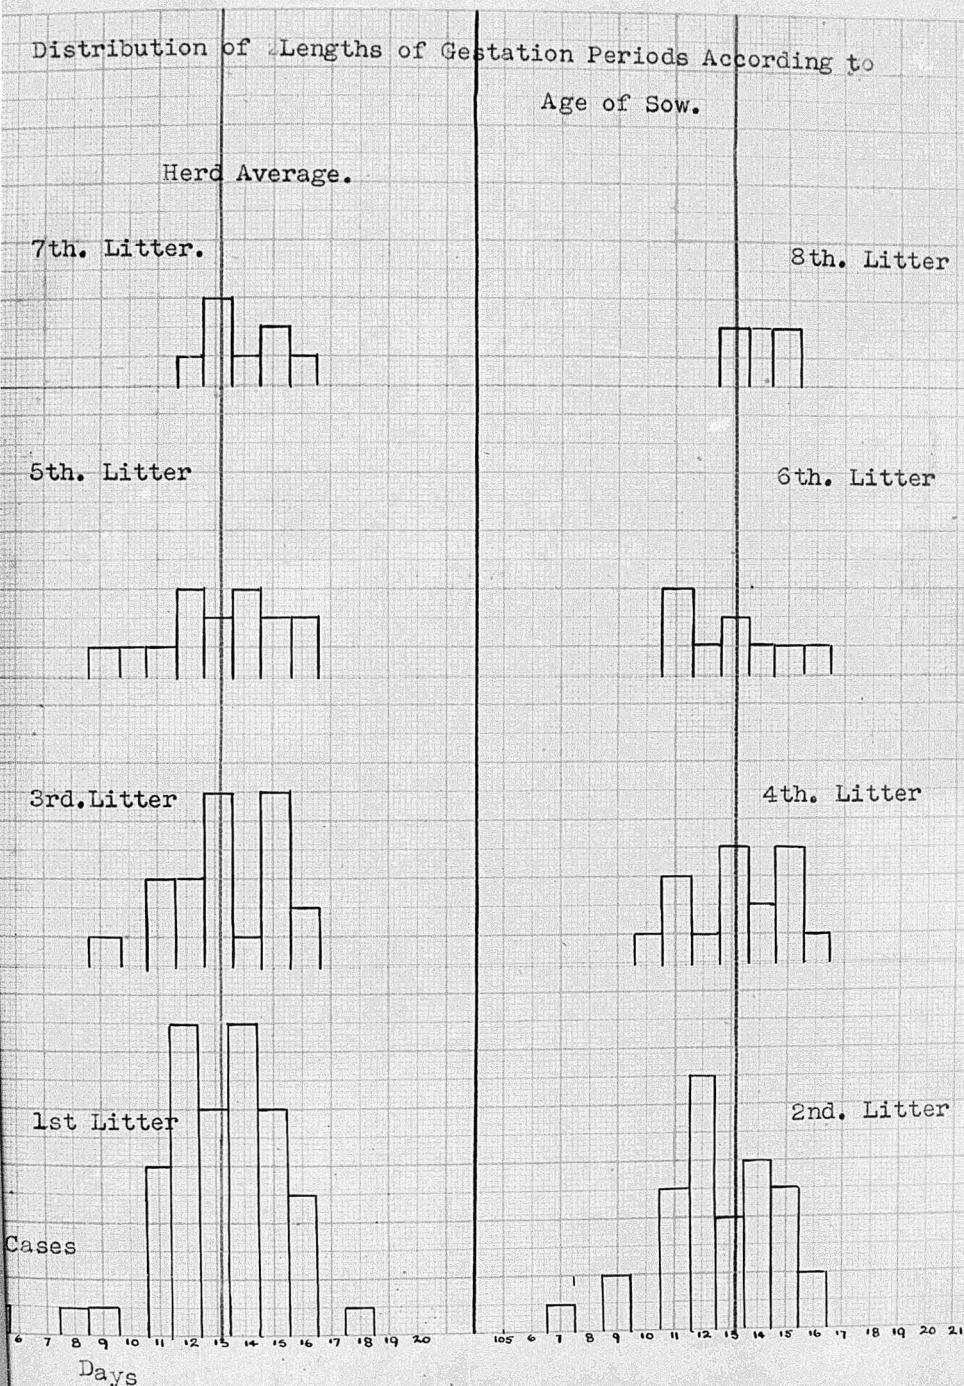 Distribution of Lengths of Gestation Periods According to
Age of Sow.
Herd Average.
7th. Litter.
8th. Litter
5th. Litter
6th. Litter
3rd. Litter
4th. Litter
1st Litter
2nd. Litter
Cases
6 7 8 9 10 11 12 13 14 15 16 17 18 19 20
105 6 7 8 9 10 11 12 13 14 15 16 17 18 19 20 21
Days